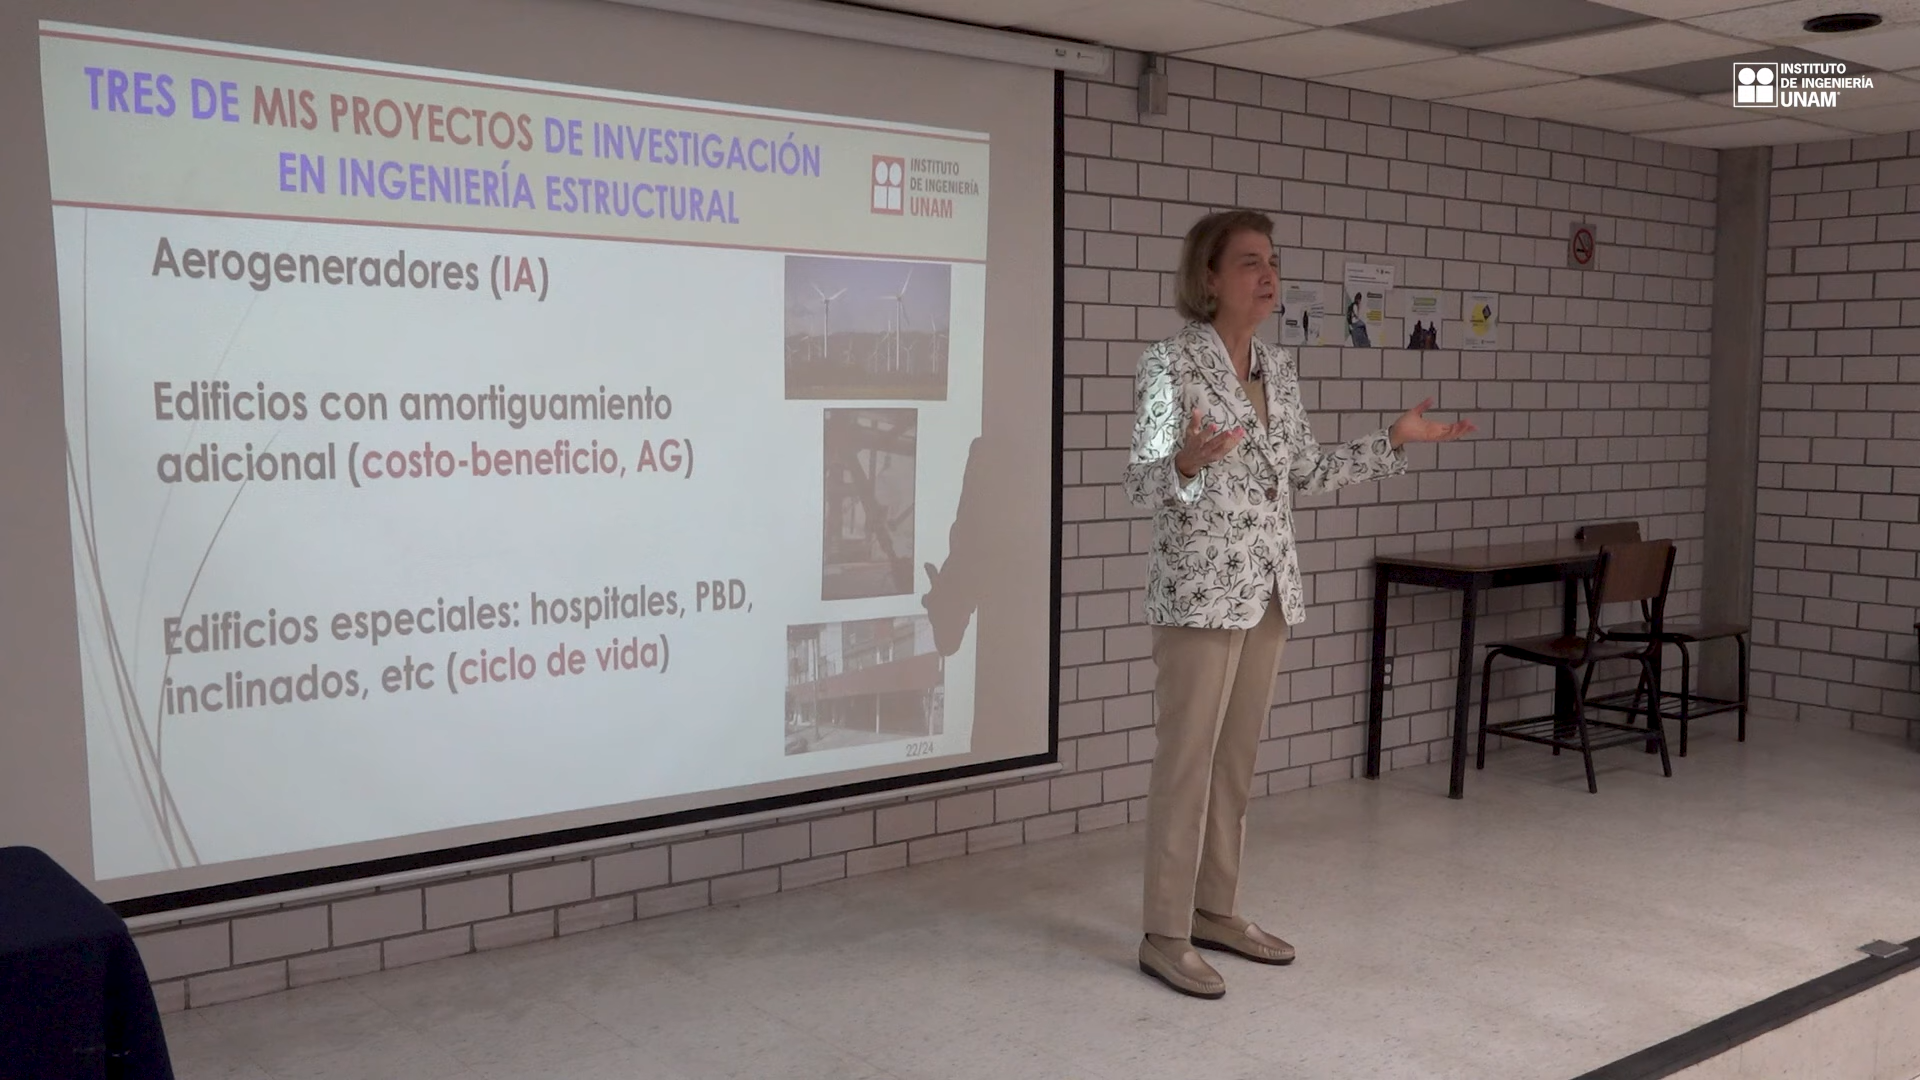 TRES DE MIS PROYECTOS DE INVESTIGACIÓN
EN INGENIERÍA ESTRUCTURAL
INSTITUTO
DE INGENIERÍA
UNAM
Aerogeneradores (IA)
Edificios con amortiguamiento
adicional (costo-beneficio, AG)
Edificios especiales: hospitales, PBD,
inclinados, etc (ciclo de vida)
22/24
INSTITUTO
DE INGENIERÍA
UNAM